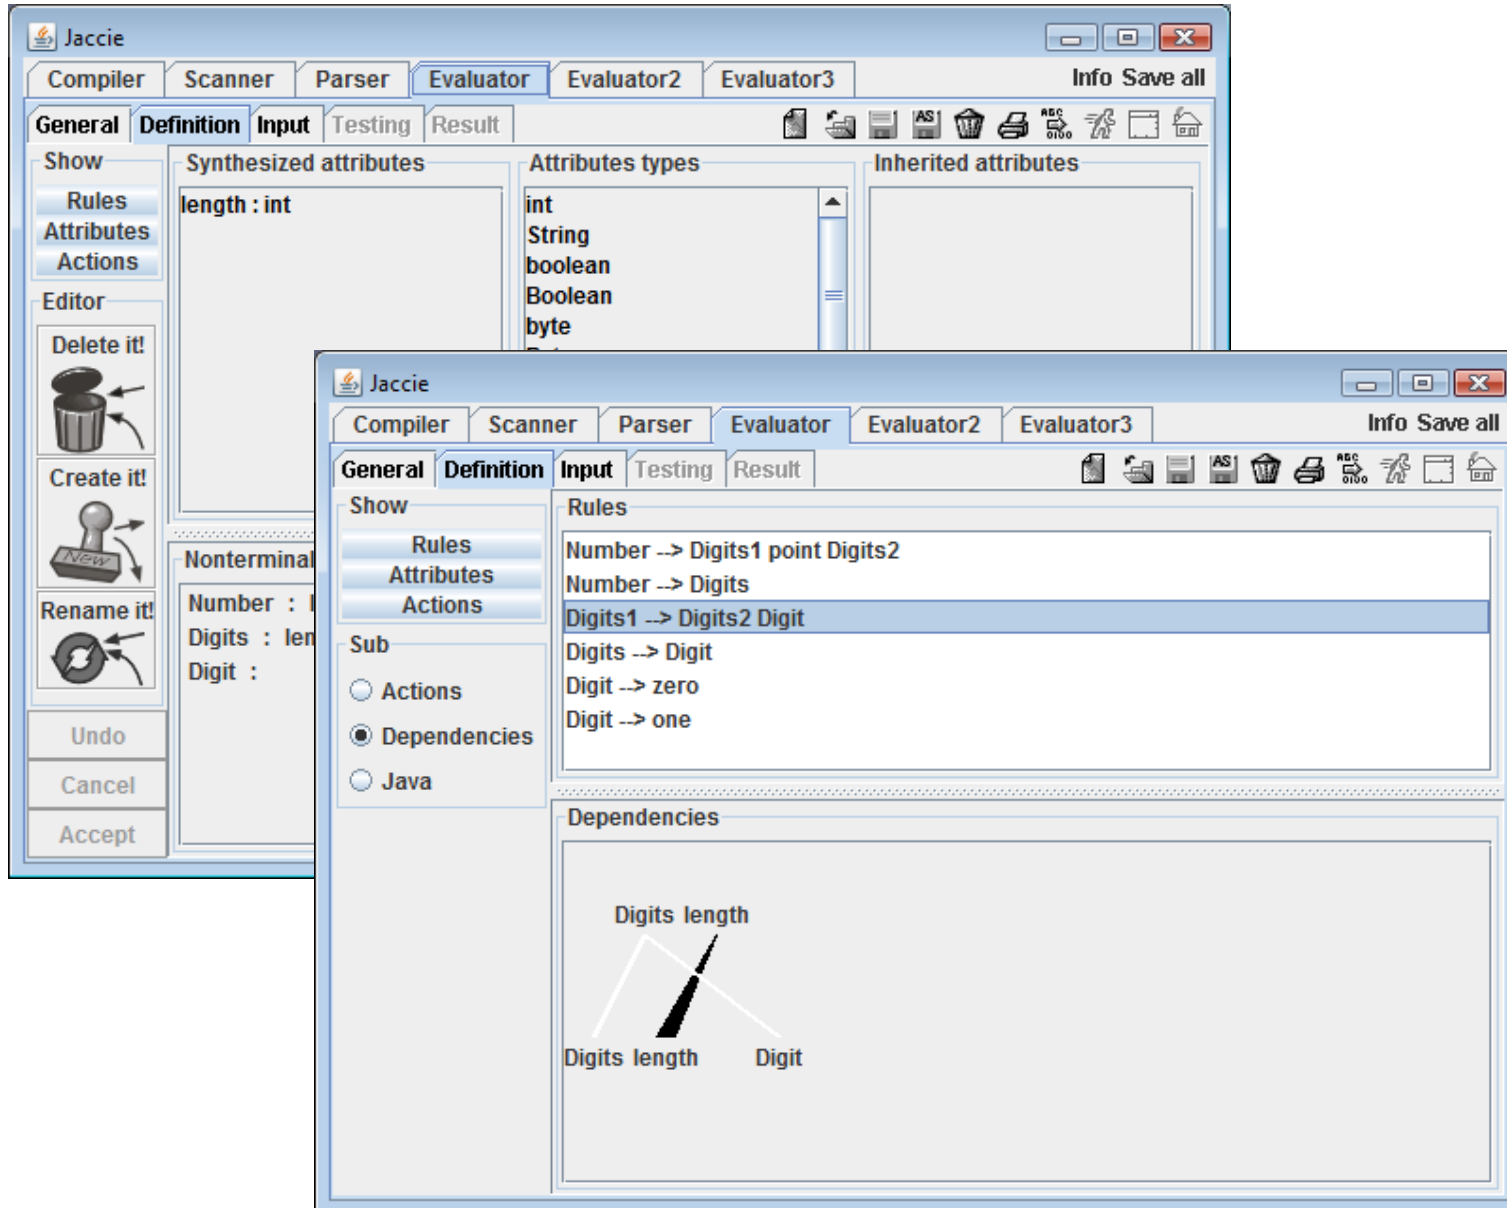 Jaccie
Compiler Scanner Parser Evaluator Evaluator2 Evaluator3 Info Save all
General Definition Input Testing Result
Show
Rules
Attributes
Actions
Editor
Delete it!
Create it!
New
Rename it!
Undo
Cancel
Accept
Synthesized attributes
length : int
Attributes types
int
String
boolean
Boolean
byte
Inherited attributes
Nonterminal
Number :
Digits : len
Digit :
Jaccie
Compiler Scanner Parser Evaluator Evaluator2 Evaluator3 Info Save all
General Definition Input Testing Result
Show
Rules
Attributes
Actions
Sub
Actions
Dependencies
Java
Rules
Number --> Digits1 point Digits2
Number --> Digits
Digits1 --> Digits2 Digit
Digits --> Digit
Digit --> zero
Digit --> one
Dependencies
Digits length
Digits length Digit